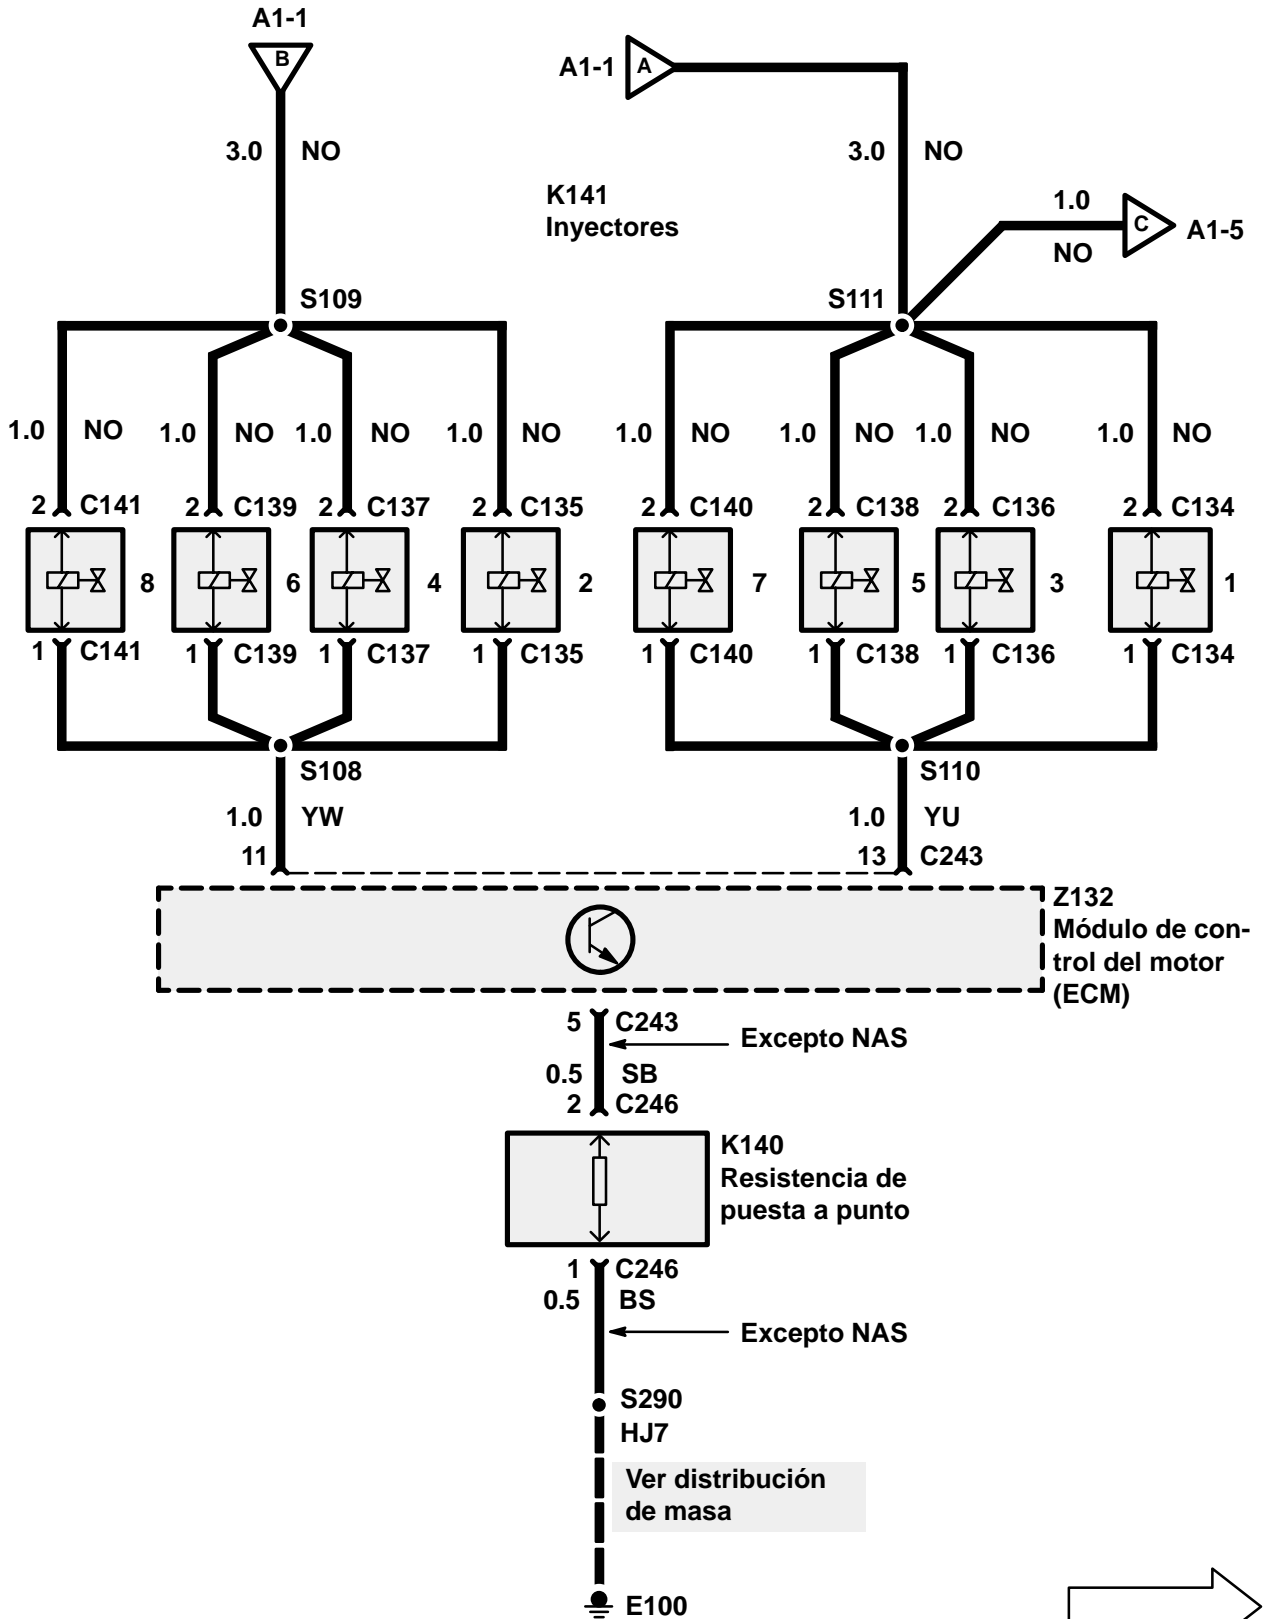 A1-1
B
A1-1
A
3.0 NO
3.0 NO
K141
Inyectores
1.0
NO
C
A1-5
S109
S111
1.0 NO 1.0 NO 1.0 NO 1.0 NO 1.0 NO 1.0 NO 1.0 NO 1.0 NO
2 C141 2 C139 2 C137 2 C135 2 C140 2 C138 2 C136 2 C134
8 6 4 2 7 5 3 1
1 C141 1 C139 1 C137 1 C135 1 C140 1 C138 1 C136 1 C134
S108
S110
1.0 YW
1.0 YU
11
13 C243
Z132
Módulo de con-
trol del motor
(ECM)
5 C243
Excepto NAS
0.5 SB
2 C246
K140
Resistencia de
puesta a punto
1 C246
0.5 BS
Excepto NAS
S290
HJ7
Ver distribución
de masa
E100